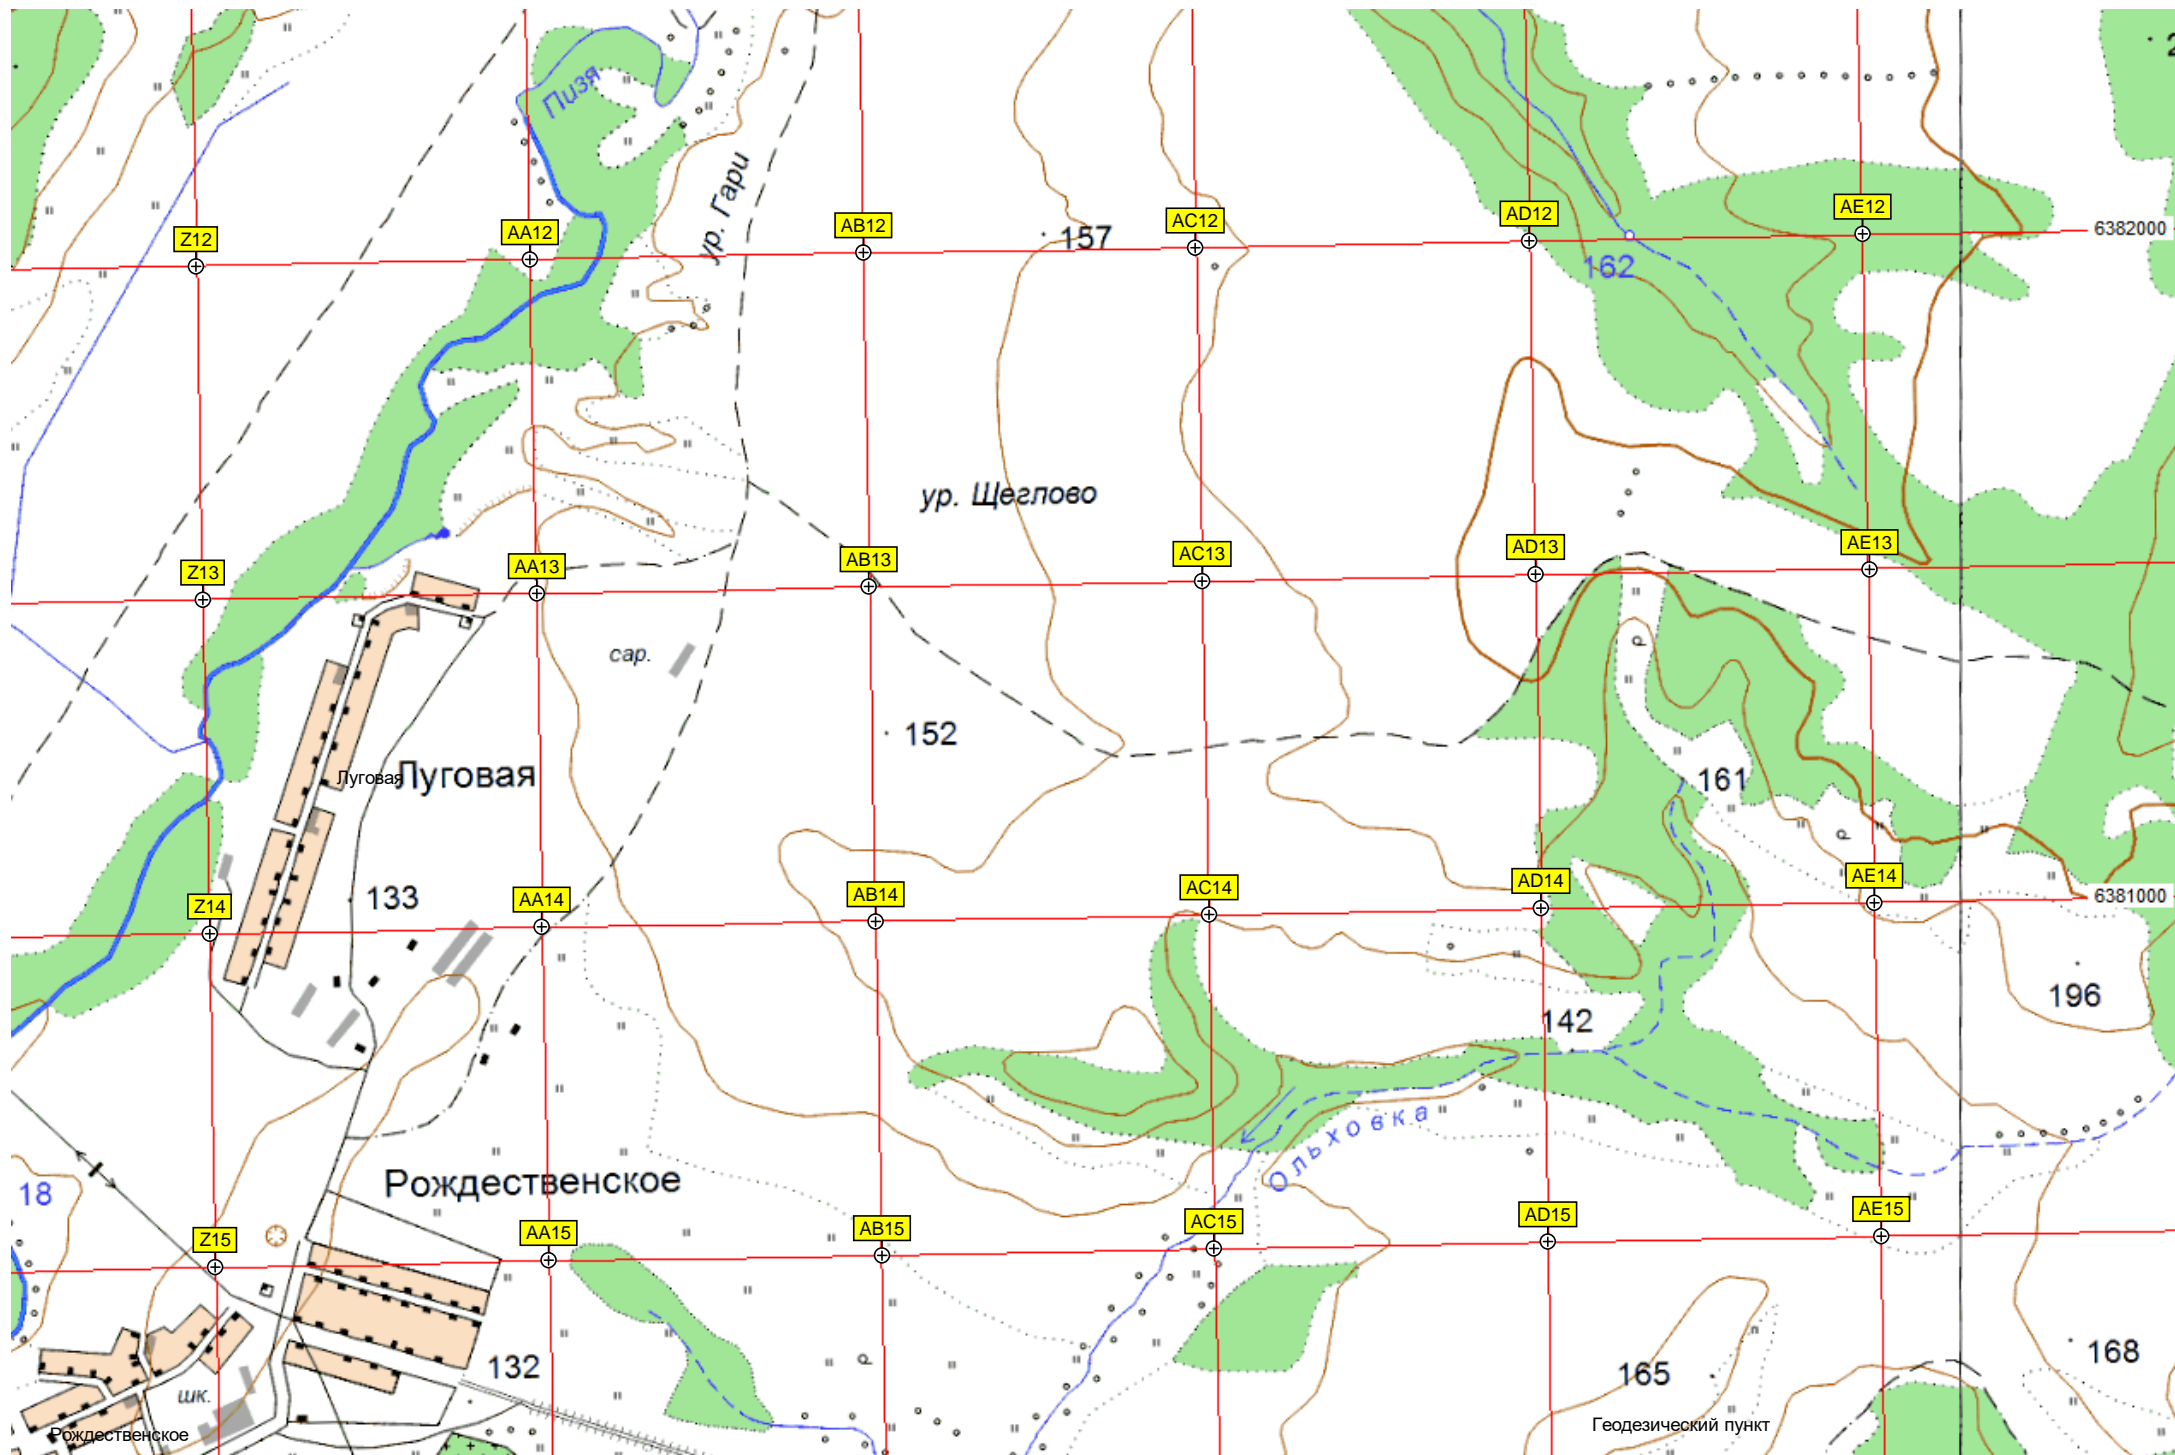 Пизя
ур. Гари
Z12
AA12
AB12
157
AC12
AD12
AE12
6382000
162
ур. Щеглово
Z13
AA13
AB13
AC13
AD13
AE13
сар.
152
Луговая
Луговая
161
133
Z14
AA14
AB14
AC14
AD14
AE14
6381000
196
142
Ольховка
18
Рождественское
Z15
AA15
AB15
AC15
AD15
AE15
132
168
165
шк.
Рождественское
Геодезический пункт